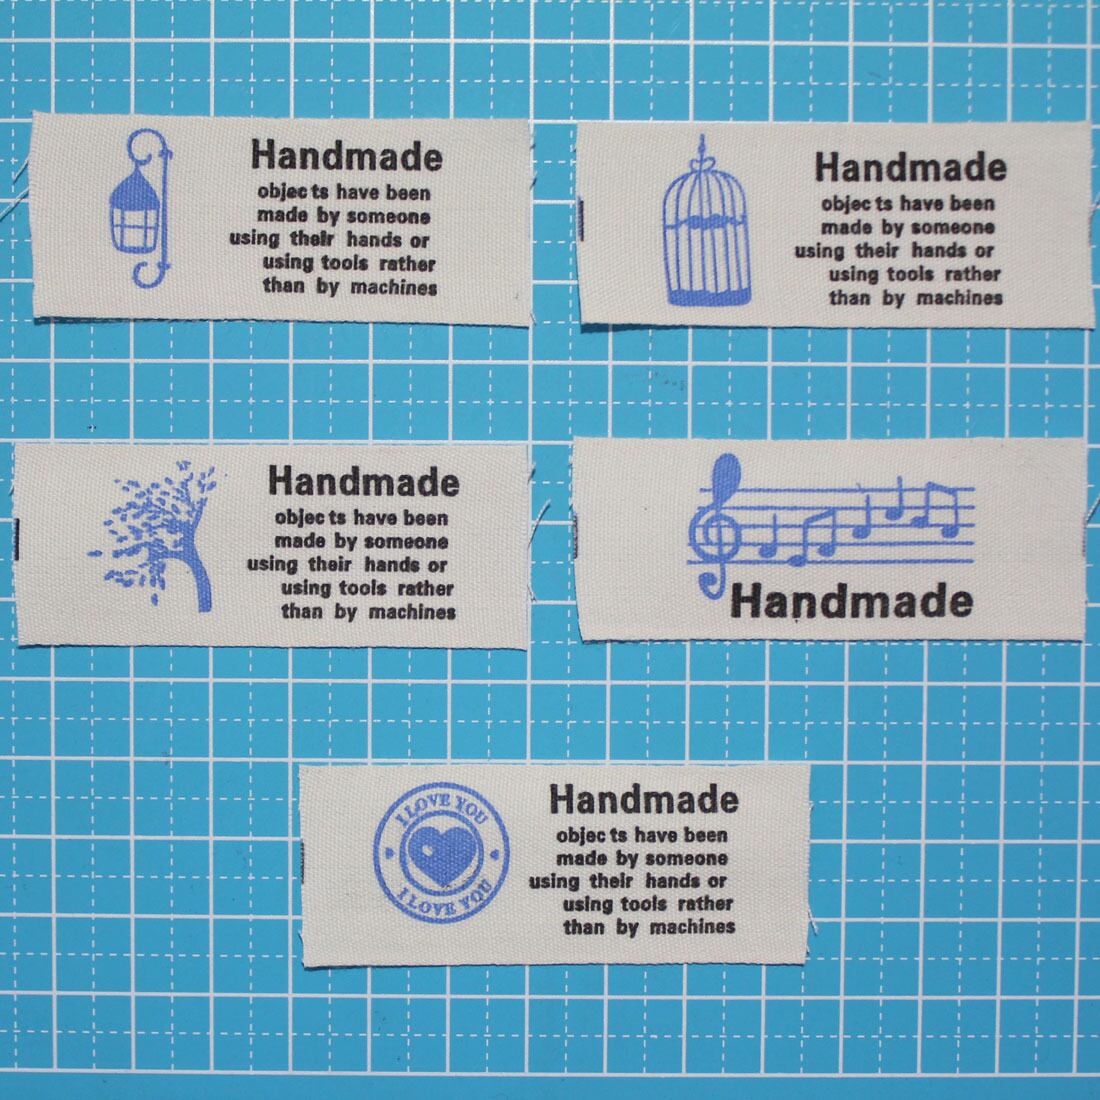 Handmade
objec ts have been
made by someone
using their hands or
using tools rather
than by machines
Handmade
objec ts have been
made by someone
using their hands or
using tools rather
than by machines
Handmade
objec ts have been
made by someone
using their hands or
using tools rather
than by machines
Handmade
I LOVE YOU
I LOVE YOU
Handmade
objec ts have been
made by someone
using their hands or
using tools rather
than by machines